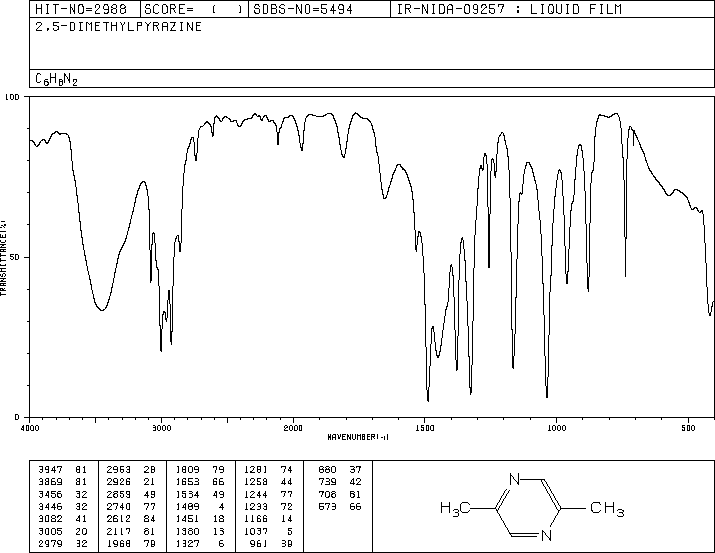 HIT-NO=2988 SCORE= ( ) SDBS-NO=5494 IR-NIDA-09257 : LIQUID FILM
2,5-DIMETHYLPYRAZINE
C6H8N2
100
50
0
TRANSMITTANCE(%)
4000 3000 2000 1500 1000 500
WAVENUMBER(-1)
3947 81 2963 28 1809 79 1281 74 880 37
3869 81 2926 21 1653 66 1258 44 739 42
3456 32 2859 49 1534 49 1244 77 708 81
3446 32 2740 77 1489 4 1233 72 573 66
3082 41 2612 84 1451 18 1166 14
3005 20 2117 81 1380 13 1037 5
2979 32 1968 79 1327 6 961 39
N
H3C
CH3
N